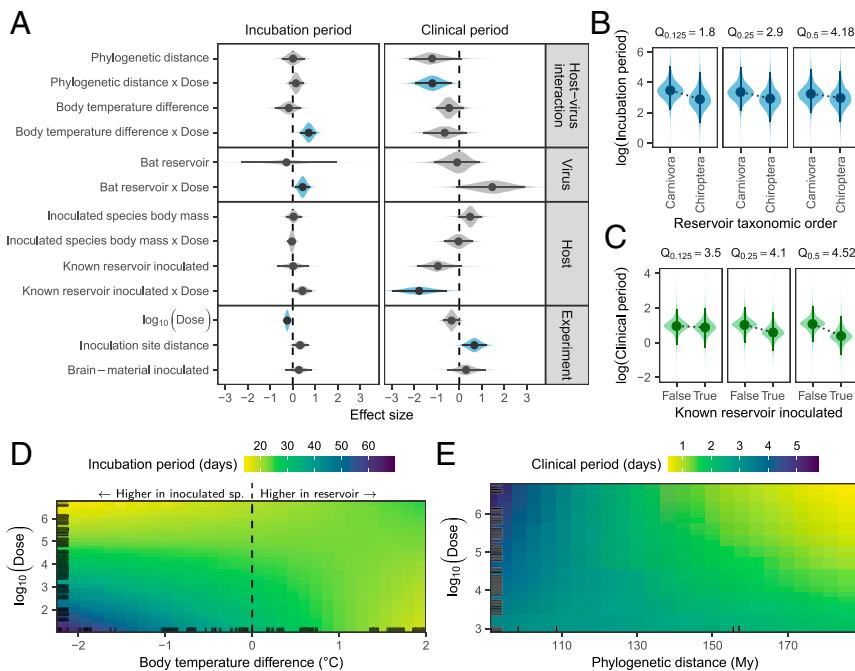 A
Incubation period
Clinical period
Phylogenetic distance
Phylogenetic distance x Dose
Body temperature difference
Body temperature difference x Dose
Host−virus
interaction
Bat reservoir
Bat reservoir x Dose
Virus
Inoculated species body mass
Inoculated species body mass x Dose
Known reservoir inoculated
Known reservoir inoculated x Dose
Host
log10(Dose)
Inoculation site distance
Brain−material inoculated
Experiment
−3 −2 −1 0 1 2 3
−3 −2 −1 0 1 2 3
Effect size
B
Q0.125 = 1.8
Q0.25 = 2.9
Q0.5 = 4.18
log(Incubation period)
6
4
2
0
Carnivora
Chiroptera
Carnivora
Chiroptera
Carnivora
Chiroptera
Reservoir taxonomic order
C
Q0.125 = 3.5
Q0.25 = 4.1
Q0.5 = 4.52
log(Clinical period)
4
2
0
−2
False True
False True
False True
Known reservoir inoculated
D
Incubation period (days)
20 30 40 50 60
← Higher in inoculated sp.
Higher in reservoir →
log10(Dose)
6
5
4
3
2
−2 −1 0 1 2
Body temperature difference (°C)
E
Clinical period (days)
1 2 3 4 5
log10(Dose)
6
5
4
3
110 130 150 170
Phylogenetic distance (My)